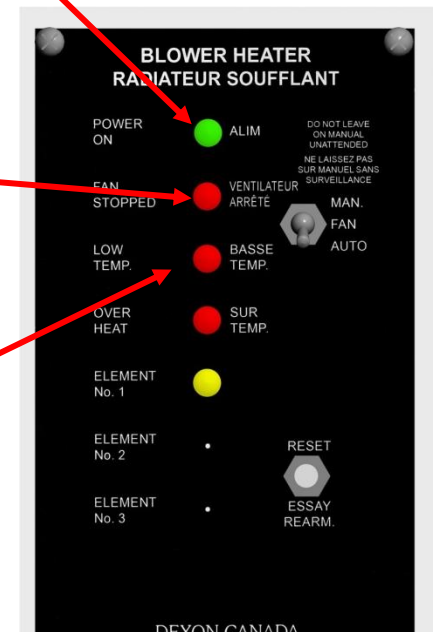 BLOWER HEATER
RADIATEUR SOUFFLANT
POWER
ON
ALIM
DO NOT LEAVE
ON MANUAL
UNATTENDED
NE LAISSEZ PAS
SUR MANUEL SANS
SURVEILLANCE
FAN
STOPPED
VENTILATEUR
ARRÊTÉ
MAN.
FAN
AUTO
LOW
TEMP.
BASSE
TEMP.
OVER
HEAT
SUR
TEMP.
ELEMENT
No. 1
ELEMENT
No. 2
RESET
ELEMENT
No. 3
ESSAY
REARM.
DEXON CANADA